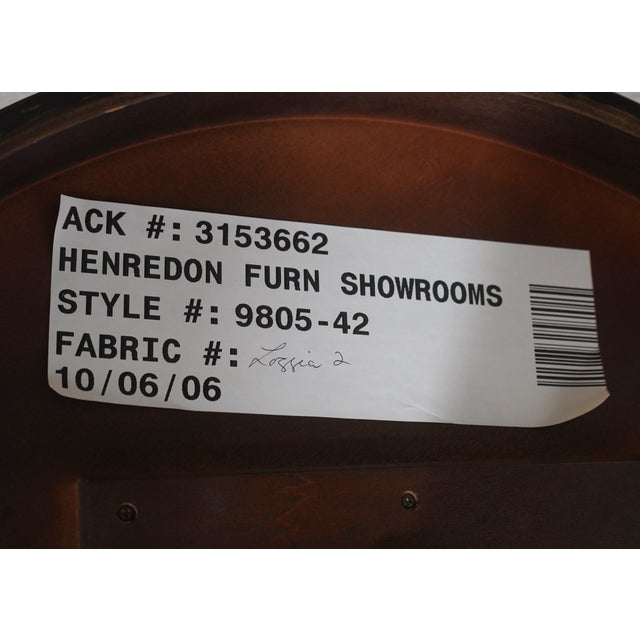 ACK #: 3153662
HENREDON FURN SHOWROOMS
STYLE #: 9805-42
FABRIC #: Loggia 2
10/06/06